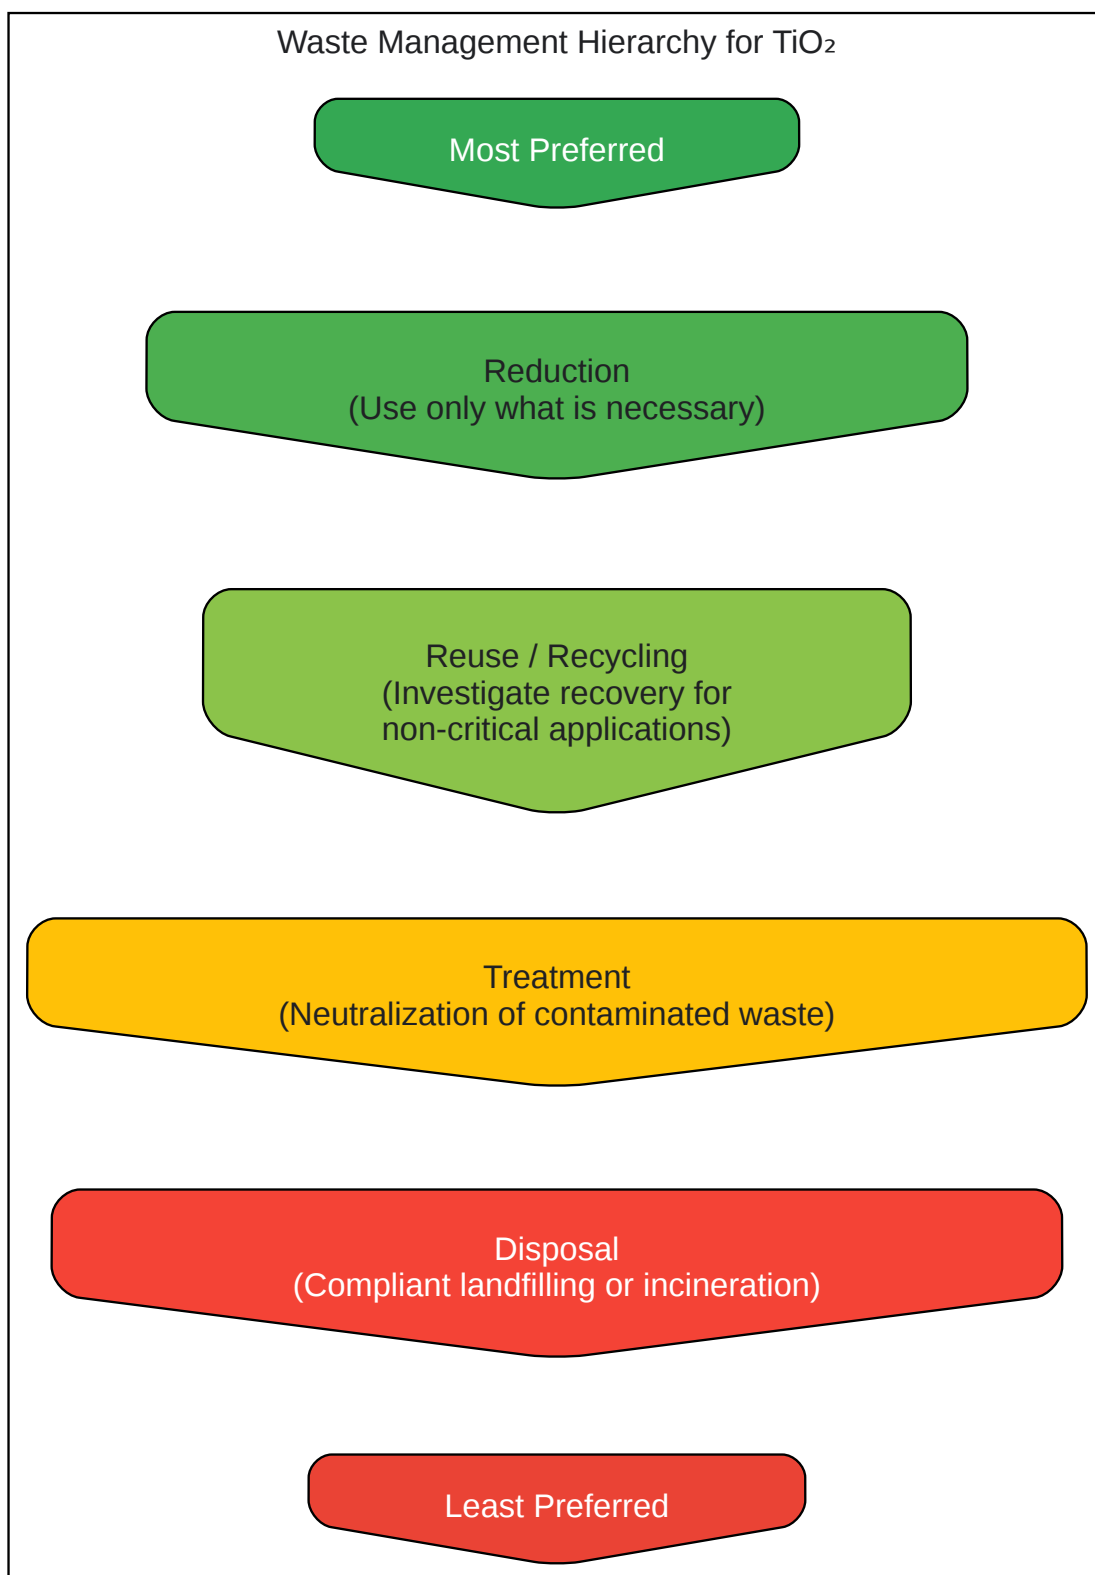 Waste Management Hierarchy for TiO₂
Most Preferred
Reduction
(Use only what is necessary)
Reuse / Recycling
(Investigate recovery for
non-critical applications)
Treatment
(Neutralization of contaminated waste)
Disposal
(Compliant landfilling or incineration)
Least Preferred